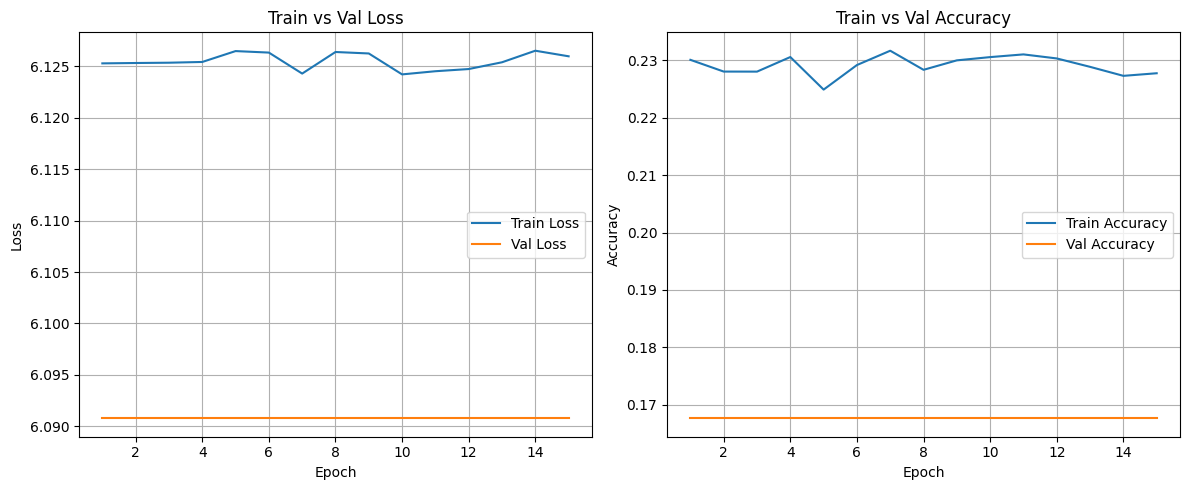 Train vs Val Loss
Loss
6.125
6.120
6.115
6.110
6.105
6.100
6.095
6.090
Train Loss
Val Loss
2 4 6 8 10 12 14
Epoch
Train vs Val Accuracy
Accuracy
0.23
0.22
0.21
0.20
0.19
0.18
0.17
Train Accuracy
Val Accuracy
2 4 6 8 10 12 14
Epoch